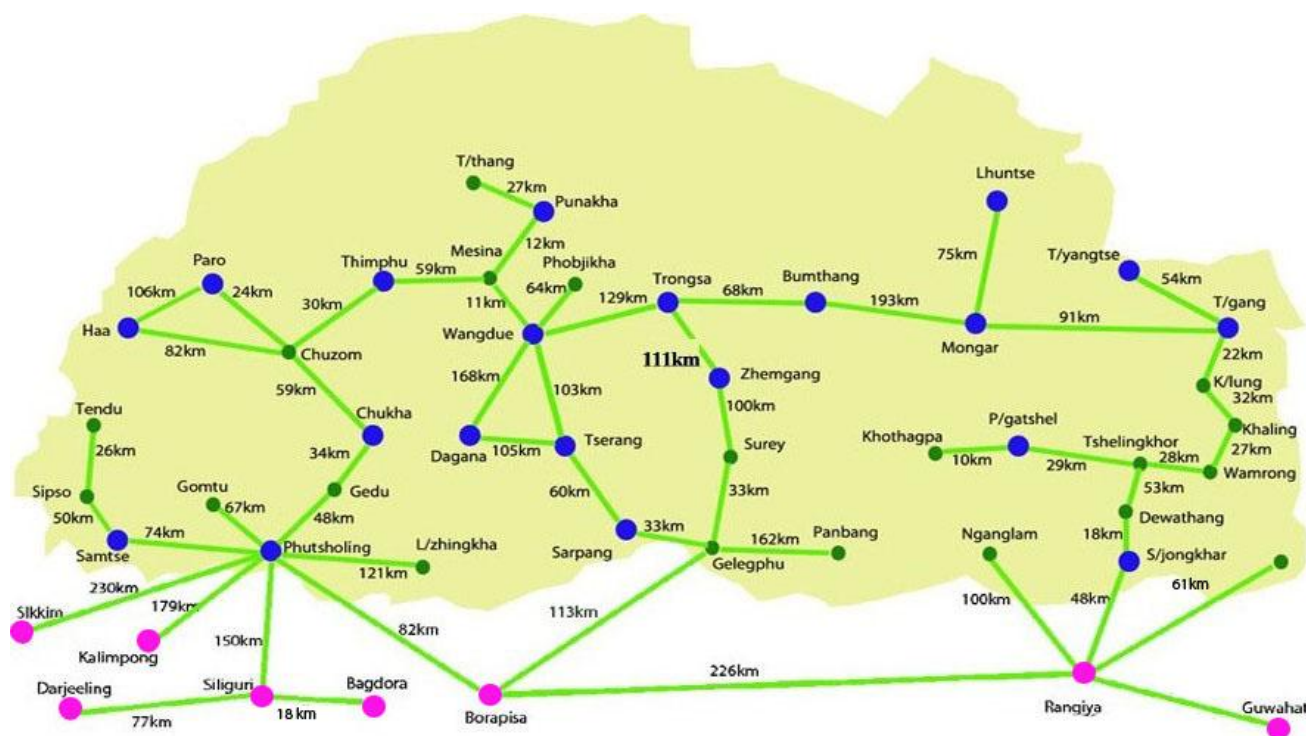 T/thang
27km
Punakha
Lhuntse
12km
Mesina
Phobjikha
Paro
Thimphu
59km
75km
T/yangtse
54km
106km
24km
64km
Trongsa
Bumthang
30km
11km
129km
68km
193km
T/gang
Haa
Wangdue
91km
82km
Chuzom
Mongar
22km
111km
168km
103km
Zhemgang
K/lung
59km
32km
100km
Tendu
Chukha
P/gatshel
Khothagpa
Tshelingkhor
Khaling
26km
34km
Dagana
105km
Tserang
Surey
10km
29km
28km
27km
Wamrong
Sipso
Gomtu
Gedu
60km
33km
53km
67km
50km
48km
Dewathang
74km
33km
Panbang
Nganglam
18km
Samtse
Phutsholing
L/zhingkha
Sarpang
162km
S/jongkhar
Gelegphu
121km
61km
230km
179km
113km
100km
48km
SIkkim
150km
82km
Kalimpong
226km
Darjeeling
Siliguri
Bagdora
77km
18km
Borapisa
Rangiya
Guwahat